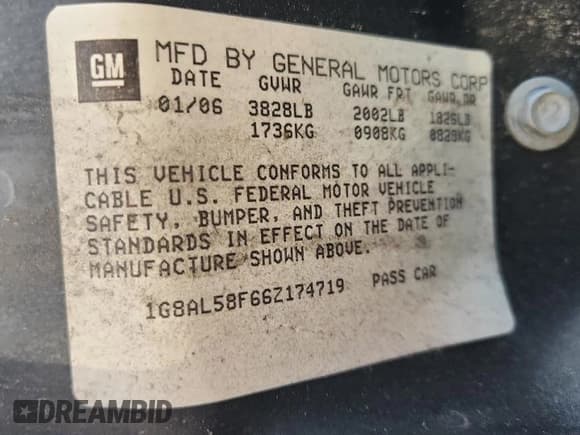 GM
MFD BY GENERAL MOTORS CORP
DATE GVWR GAWR FRT GAWR RR
01/06 3828LB 2002LB 1826LB
1736KG 0908KG 0829KG
THIS VEHICLE CONFORMS TO ALL APPLI-
CABLE U.S. FEDERAL MOTOR VEHICLE
SAFETY, BUMPER, AND THEFT PREVENTION
STANDARDS IN EFFECT ON THE DATE OF
MANUFACTURE SHOWN ABOVE.
1G8AL58F66Z174719 PASS CAR
DREAMBID